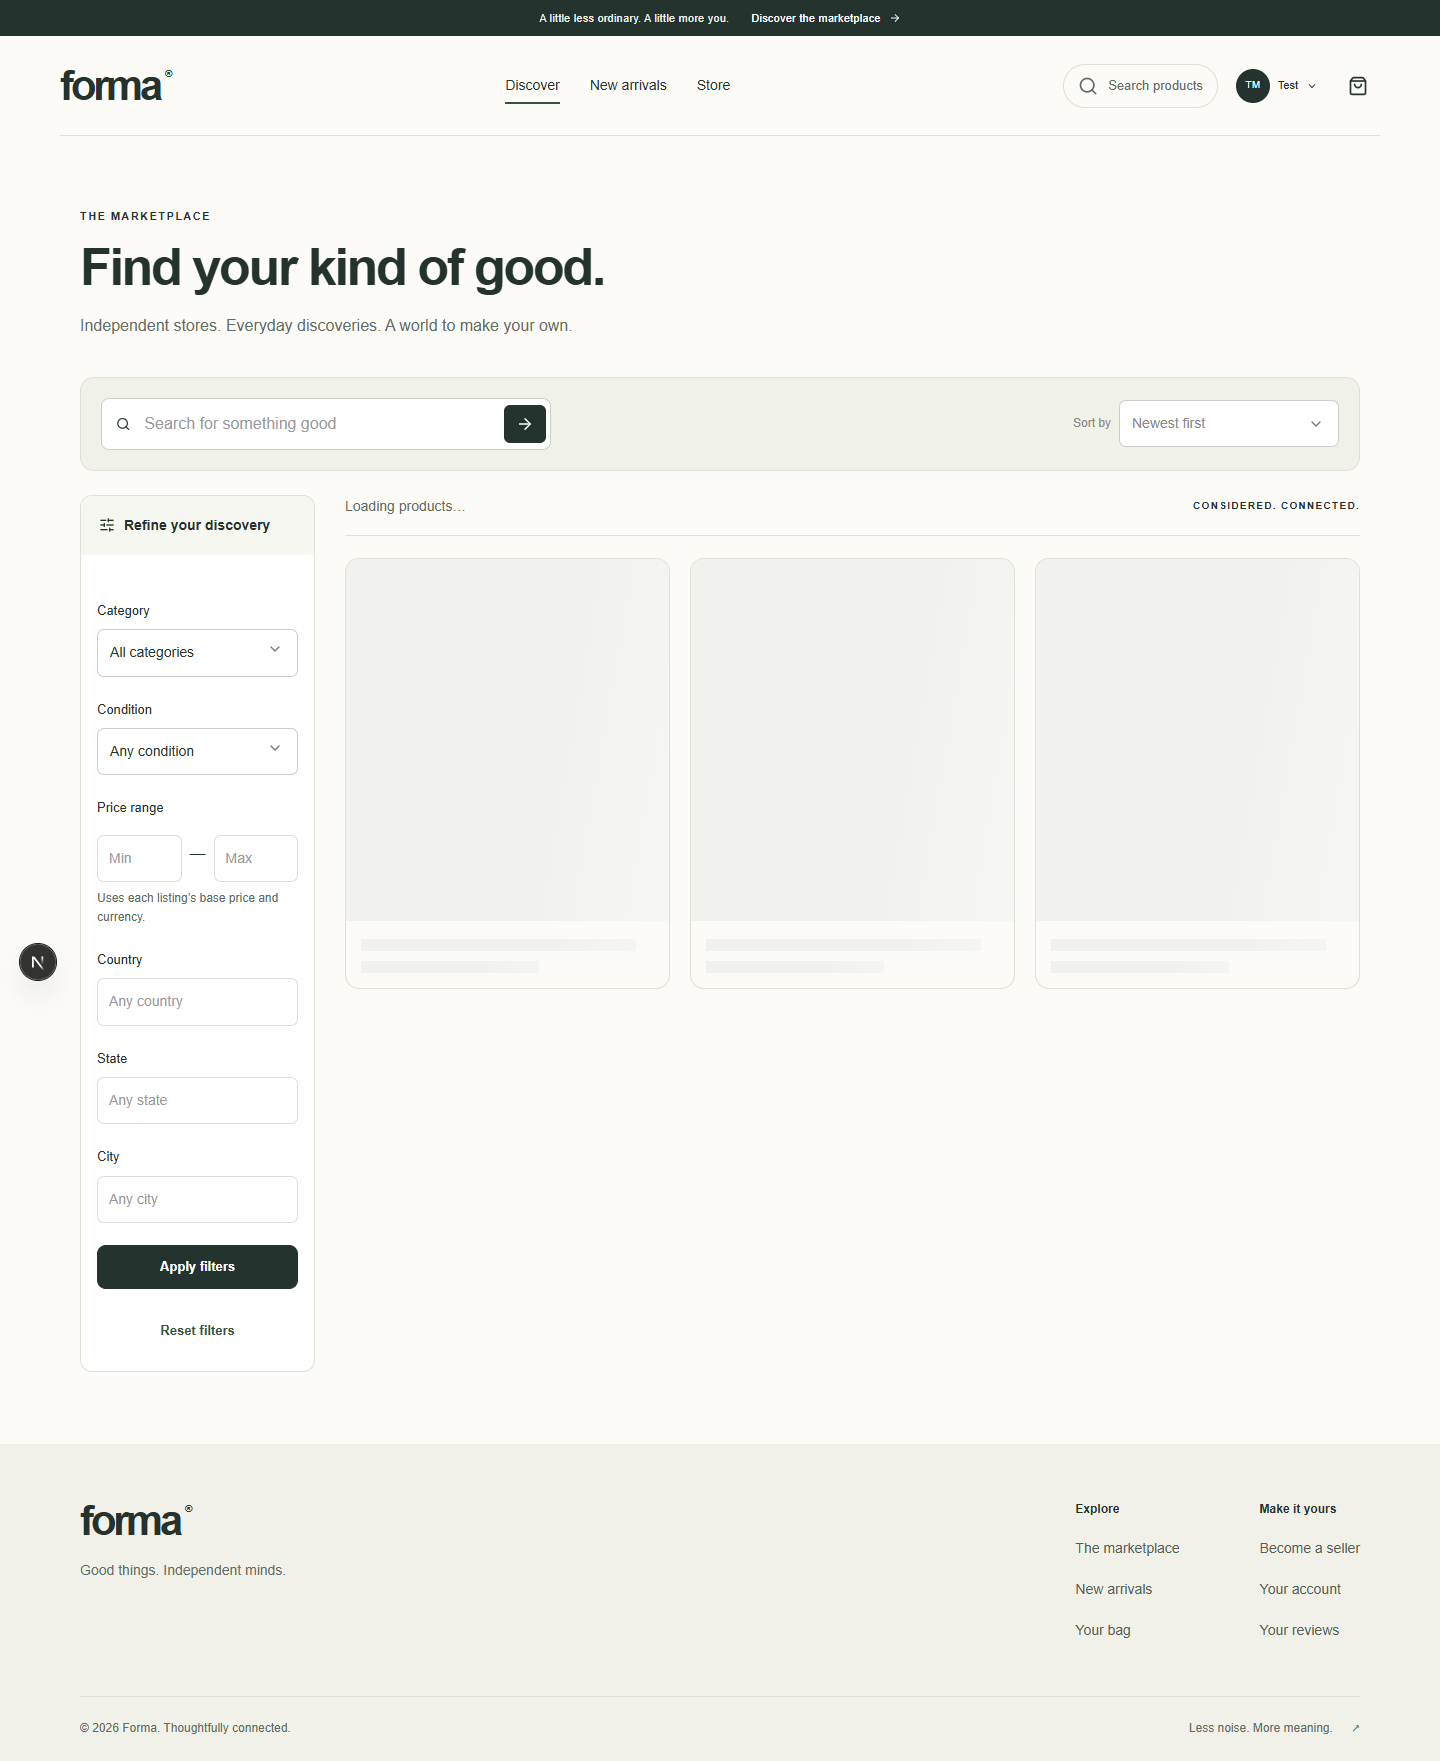 A little less ordinary. A little more you. Discover the marketplace →
forma®
Discover New arrivals Store
Search products
TM Test
THE MARKETPLACE
Find your kind of good.
Independent stores. Everyday discoveries. A world to make your own.
Search for something good
Sort by Newest first
Refine your discovery
Loading products…
CONSIDERED. CONNECTED.
Category
All categories
Condition
Any condition
Price range
Min — Max
Uses each listing's base price and
currency.
N
Country
Any country
State
Any state
City
Any city
Apply filters
Reset filters
forma®
Good things. Independent minds.
Explore
The marketplace
New arrivals
Your bag
Make it yours
Become a seller
Your account
Your reviews
© 2026 Forma. Thoughtfully connected.
Less noise. More meaning. ↗